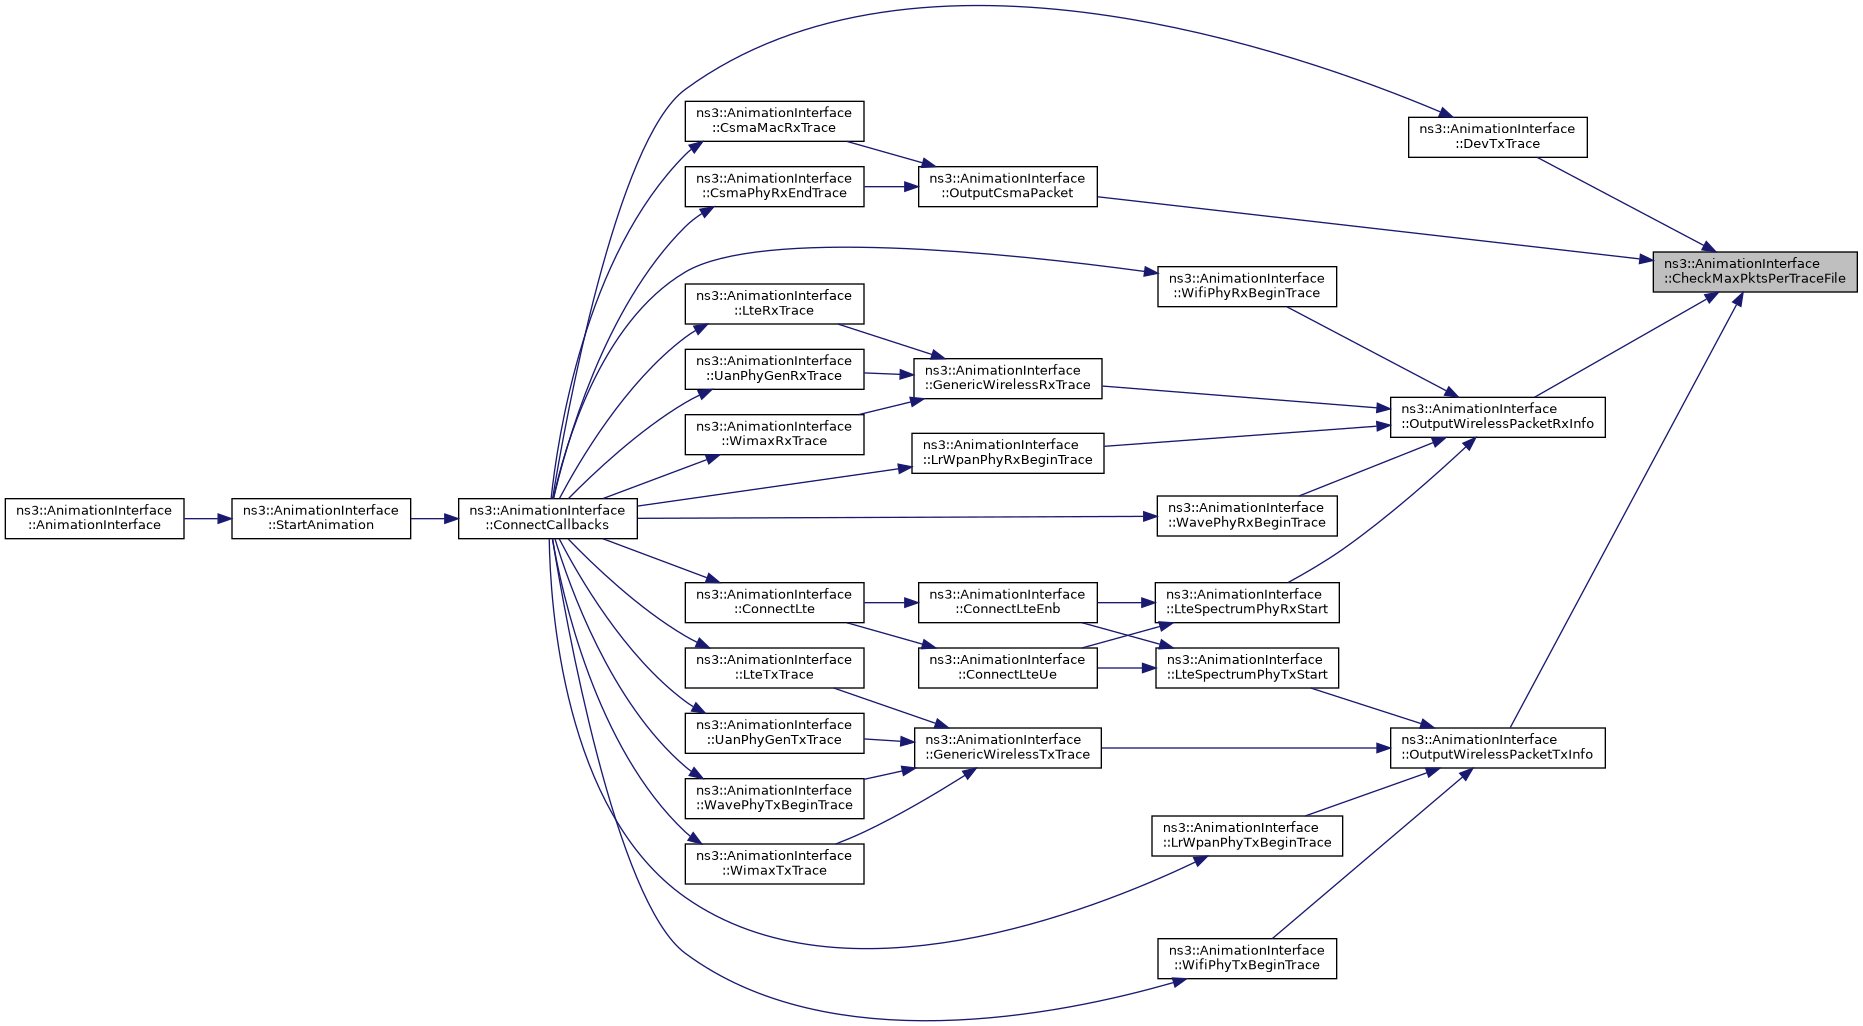 ns3::AnimationInterface
::CsmaMacRxTrace
ns3::AnimationInterface
::DevTxTrace
ns3::AnimationInterface
::CsmaPhyRxEndTrace
ns3::AnimationInterface
::OutputCsmaPacket
ns3::AnimationInterface
::CheckMaxPktsPerTraceFile
ns3::AnimationInterface
::WifiPhyRxBeginTrace
ns3::AnimationInterface
::LteRxTrace
ns3::AnimationInterface
::UanPhyGenRxTrace
ns3::AnimationInterface
::GenericWirelessRxTrace
ns3::AnimationInterface
::OutputWirelessPacketRxInfo
ns3::AnimationInterface
::WimaxRxTrace
ns3::AnimationInterface
::LrWpanPhyRxBeginTrace
ns3::AnimationInterface
::AnimationInterface
ns3::AnimationInterface
::StartAnimation
ns3::AnimationInterface
::ConnectCallbacks
ns3::AnimationInterface
::WavePhyRxBeginTrace
ns3::AnimationInterface
::ConnectLte
ns3::AnimationInterface
::ConnectLteEnb
ns3::AnimationInterface
::LteSpectrumPhyRxStart
ns3::AnimationInterface
::LteTxTrace
ns3::AnimationInterface
::ConnectLteUe
ns3::AnimationInterface
::LteSpectrumPhyTxStart
ns3::AnimationInterface
::UanPhyGenTxTrace
ns3::AnimationInterface
::GenericWirelessTxTrace
ns3::AnimationInterface
::OutputWirelessPacketTxInfo
ns3::AnimationInterface
::WavePhyTxBeginTrace
ns3::AnimationInterface
::LrWpanPhyTxBeginTrace
ns3::AnimationInterface
::WimaxTxTrace
ns3::AnimationInterface
::WifiPhyTxBeginTrace